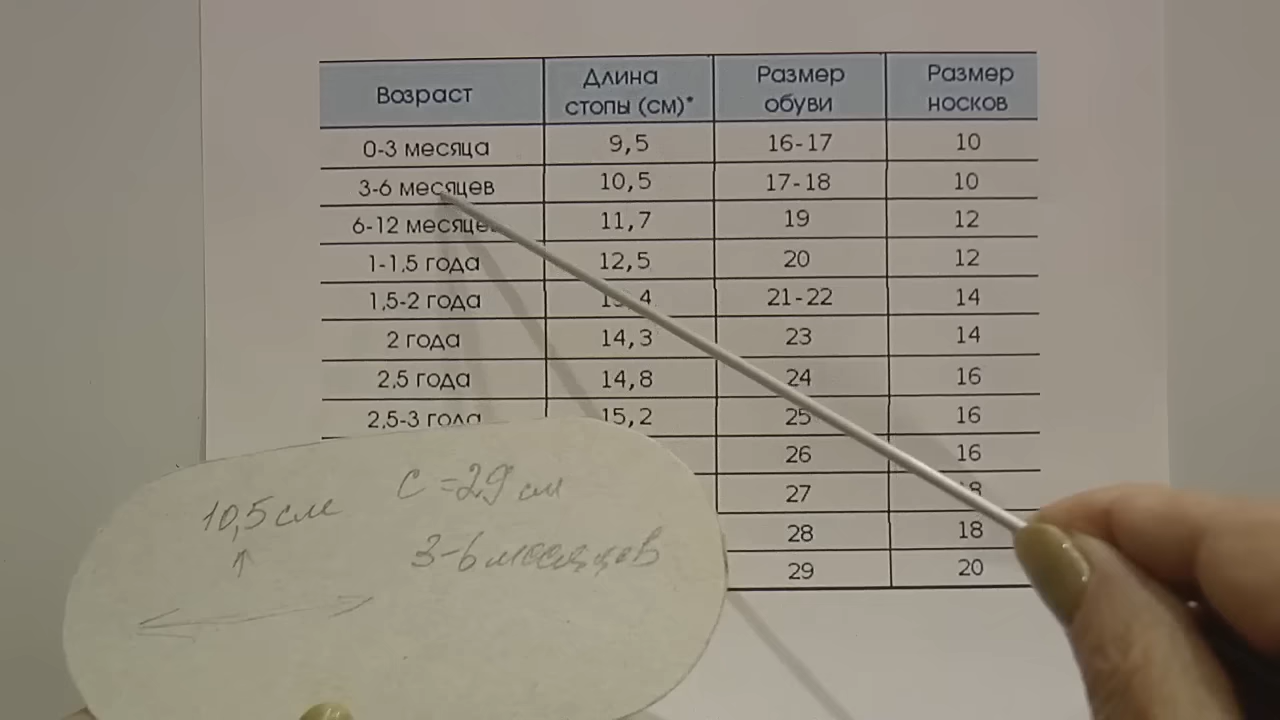 Возраст Длина стопы (см)* Размер обуви Размер носков
0-3 месяца 9,5 16-17 10
3-6 месяцев 10,5 17-18 10
6-12 11,7 19 12
1-1,5 года 12,5 20 12
1,5-2 года 21-22 14
2 года 14,3 23 14
2,5 года 14,8 24 16
2,5-3 года 15,2 25 16
26 16
27
28 18
29 20
10,5 см С = 29 см
3-6 месяцев